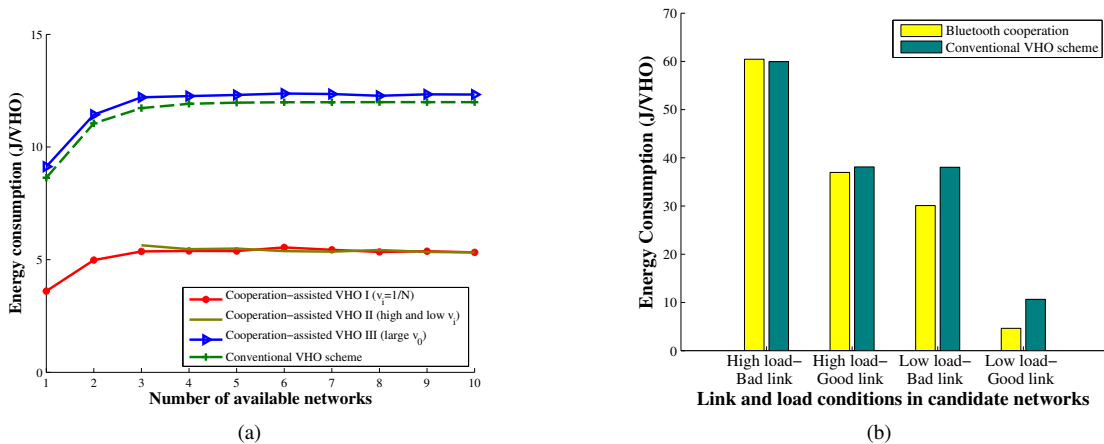 15
10
5
0
1 2 3 4 5 6 7 8 9 10
Energy consumption (J/VHO)
Number of available networks
Cooperation−assisted VHO I (v_i=1/N)
Cooperation−assisted VHO II (high and low v_i)
Cooperation−assisted VHO III (large v_0)
Conventional VHO scheme
(a)
70
60
50
40
30
20
10
0
Energy Consumption (J/VHO)
Bluetooth cooperation
Conventional VHO scheme
High load− High load− Low load− Low load−
Bad link Good link Bad link Good link
Link and load conditions in candidate networks
(b)